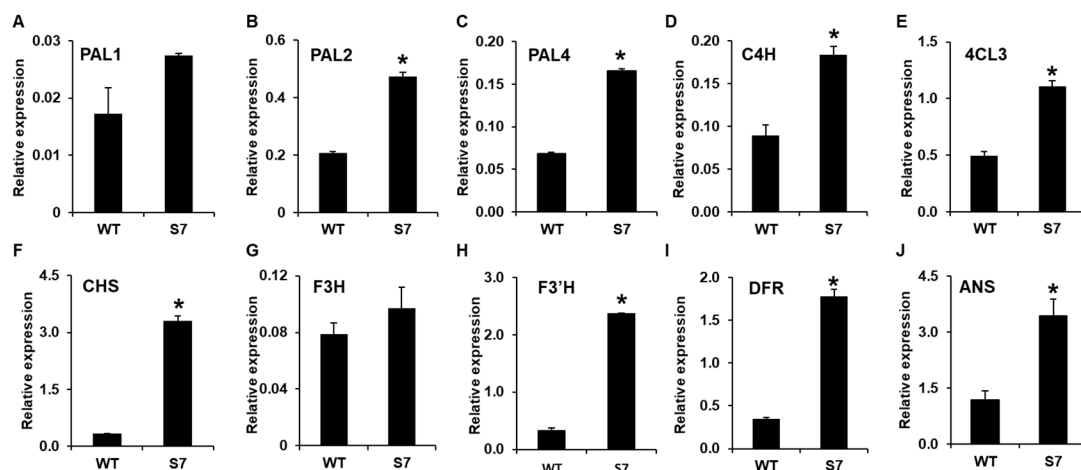 A
PAL1
Relative expression
0.03
0.02
0.01
0
WT S7
B
PAL2
*
Relative expression
0.6
0.4
0.2
0
WT S7
C
PAL4
*
Relative expression
0.20
0.15
0.10
0.05
0.00
WT S7
D
C4H
*
Relative expression
0.20
0.15
0.10
0.05
0.00
WT S7
E
4CL3
*
Relative expression
1.5
1.0
0.5
0
WT S7
F
CHS
*
Relative expression
4.5
3.0
1.5
0.0
WT S7
G
F3H
Relative expression
0.12
0.08
0.04
0
WT S7
H
F3’H
*
Relative expression
3.0
2.0
1.0
0.0
WT S7
I
DFR
*
Relative expression
2.0
1.5
1.0
0.5
0.0
WT S7
J
ANS
*
Relative expression
4.5
3.0
1.5
0.0
WT S7